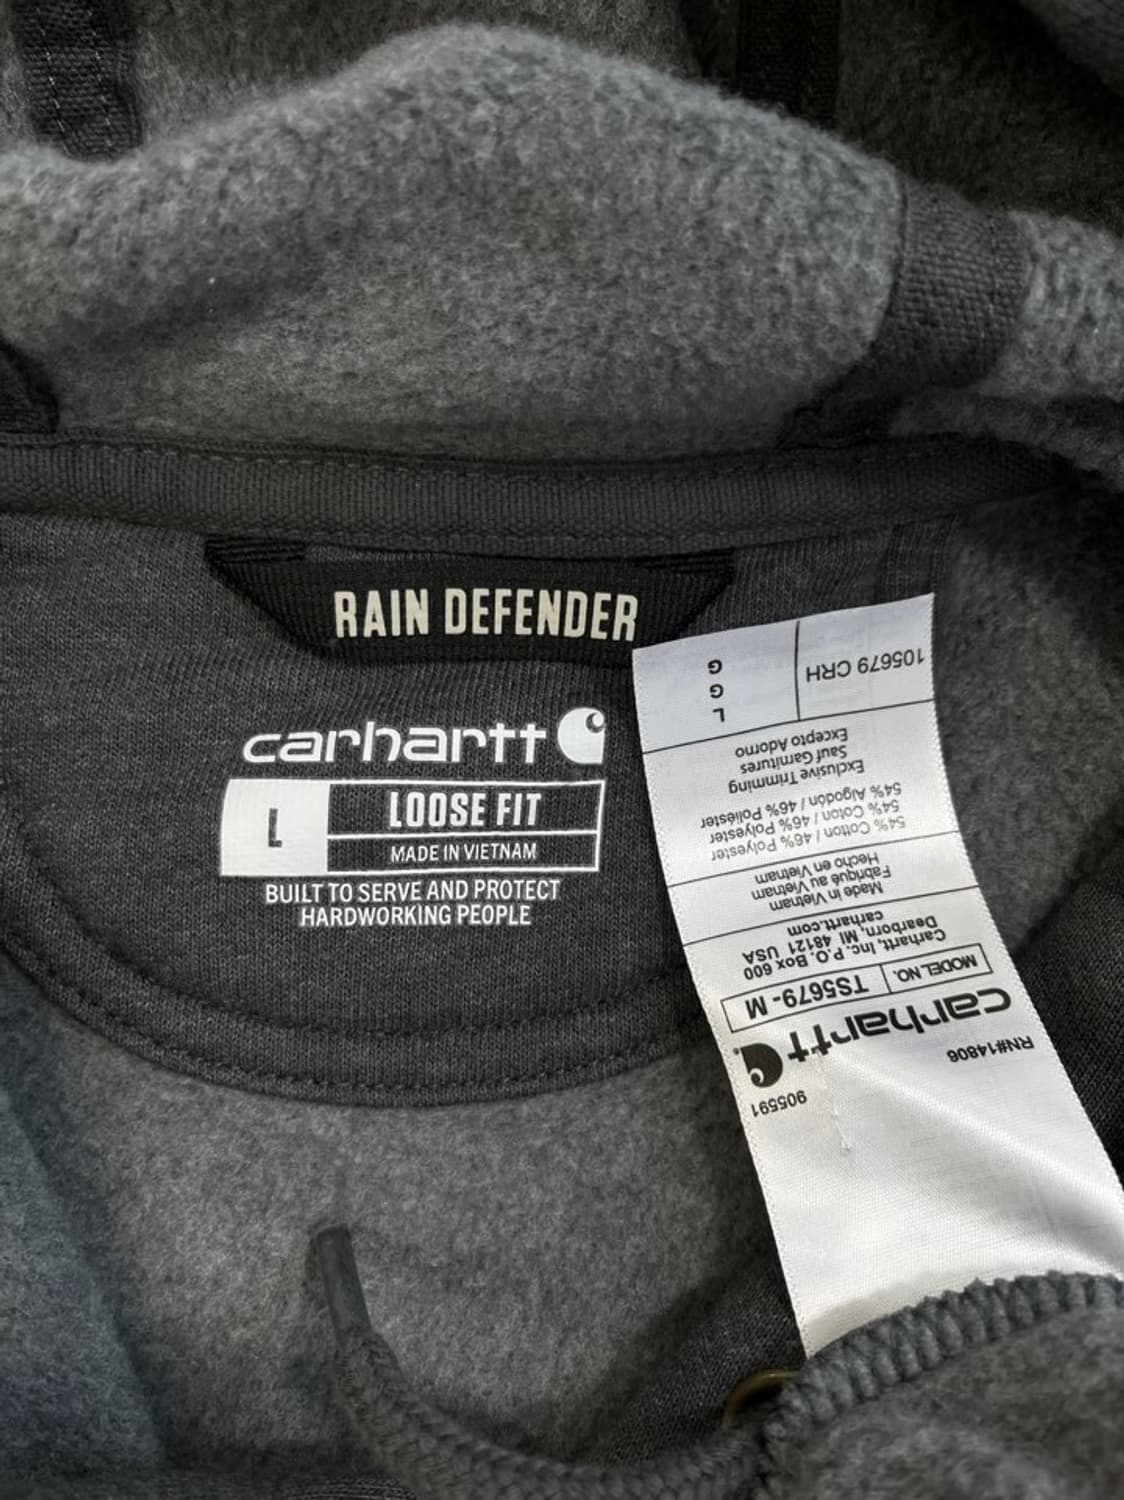 RAIN DEFENDER
carhartt
L
LOOSE FIT
MADE IN VIETNAM
BUILT TO SERVE AND PROTECT
HARDWORKING PEOPLE
905591
RN#14806
carhartt
MODEL NO. TS5679-M
Carhartt, Inc. P.O. Box 600
Dearborn, MI 48121 USA
carhartt.com
Made in Vietnam
Fabriqué au Vietnam
Hecho en Vietnam
54% Cotton / 46% Polyester
54% Coton / 46% Polyester
54% Algodón / 46% Poliéster
Exclusive Trimming
Sauf Garnitures
Excepto Adorno
105679 CRH
L
G
G